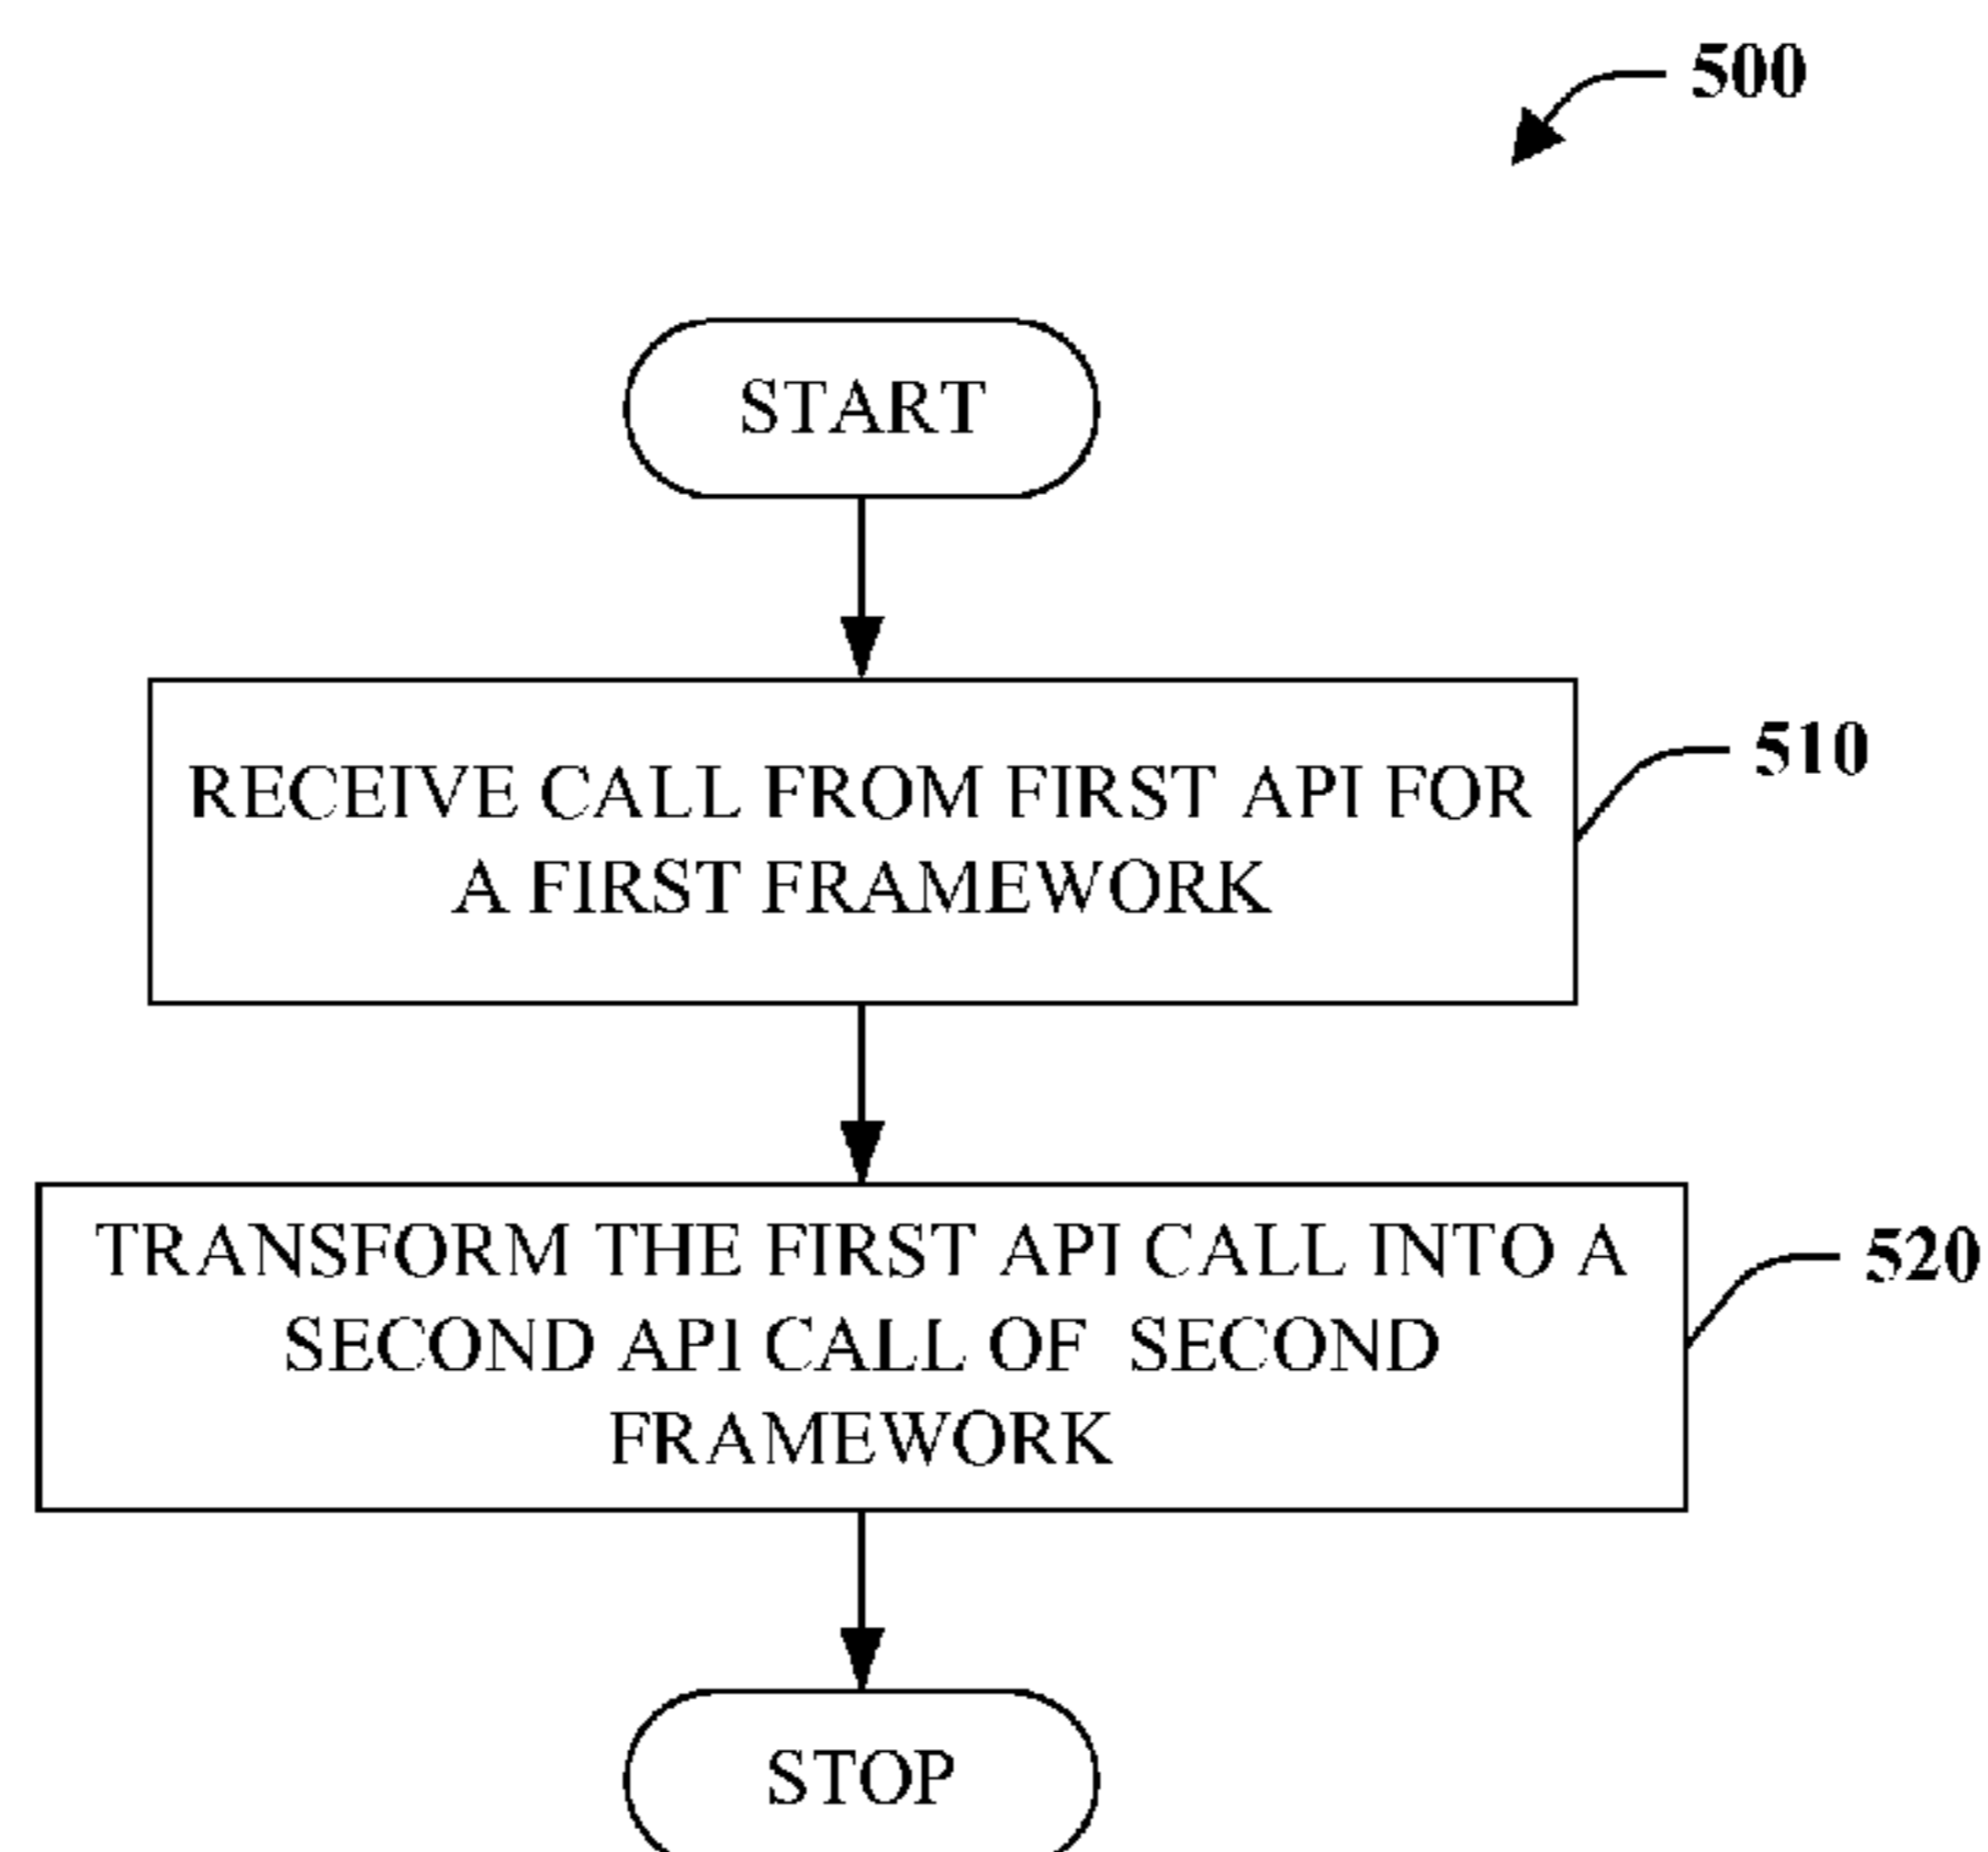 500
START
RECEIVE CALL FROM FIRST API FOR
A FIRST FRAMEWORK
510
TRANSFORM THE FIRST API CALL INTO A
SECOND API CALL OF SECOND
FRAMEWORK
520
STOP